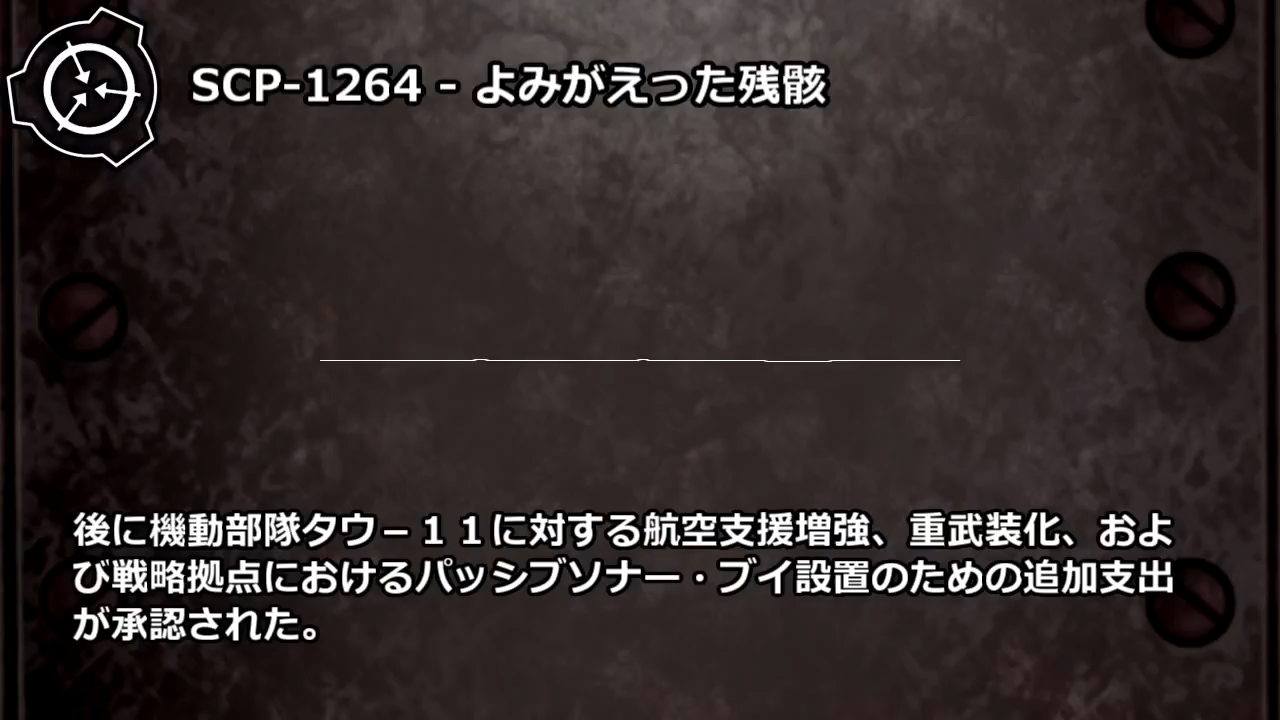 SCP-1264 - よみがえった残骸
後に機動部隊タウ－１１に対する航空支援増強、重武装化、およ
び戦略拠点におけるパッシブソナー・ブイ設置のための追加支出
が承認された。